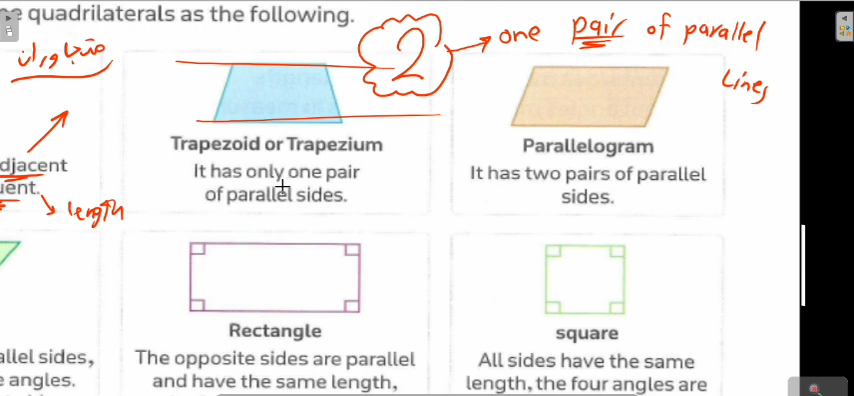 e quadrilaterals as the following.
one pair of parallel
Lines
2
متجاوران
djacent
uent.
length
Trapezoid or Trapezium
It has only one pair
of parallel sides.
Parallelogram
It has two pairs of parallel
sides.
allel sides,
e angles.
Rectangle
The opposite sides are parallel
and have the same length,
square
All sides have the same
length, the four angles are